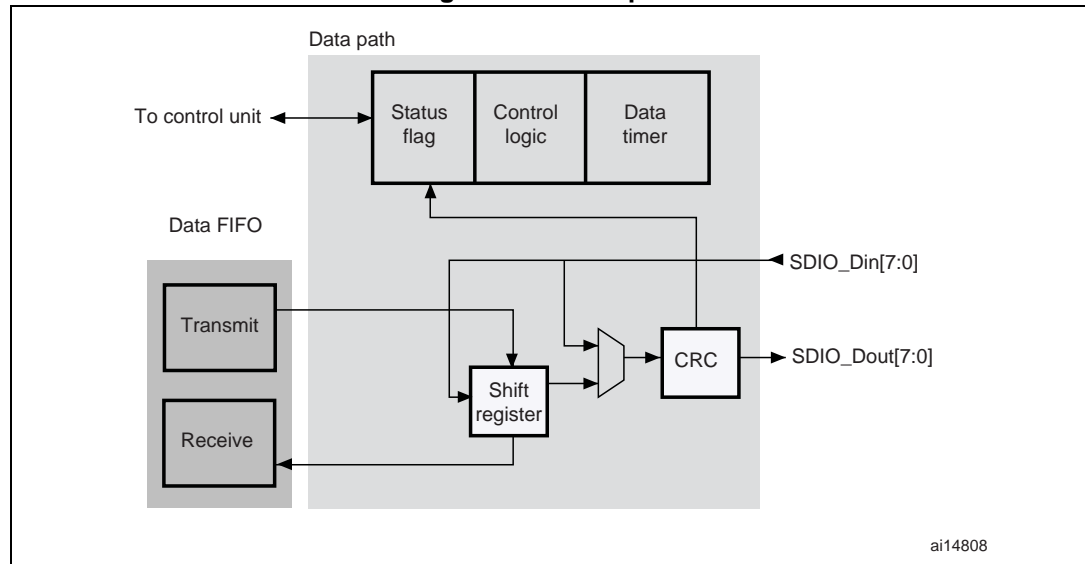 Data path
To control unit
Status
flag
Control
logic
Data
timer
Data FIFO
SDIO_Din[7:0]
Transmit
SDIO_Dout[7:0]
CRC
Shift
register
Receive
ai14808